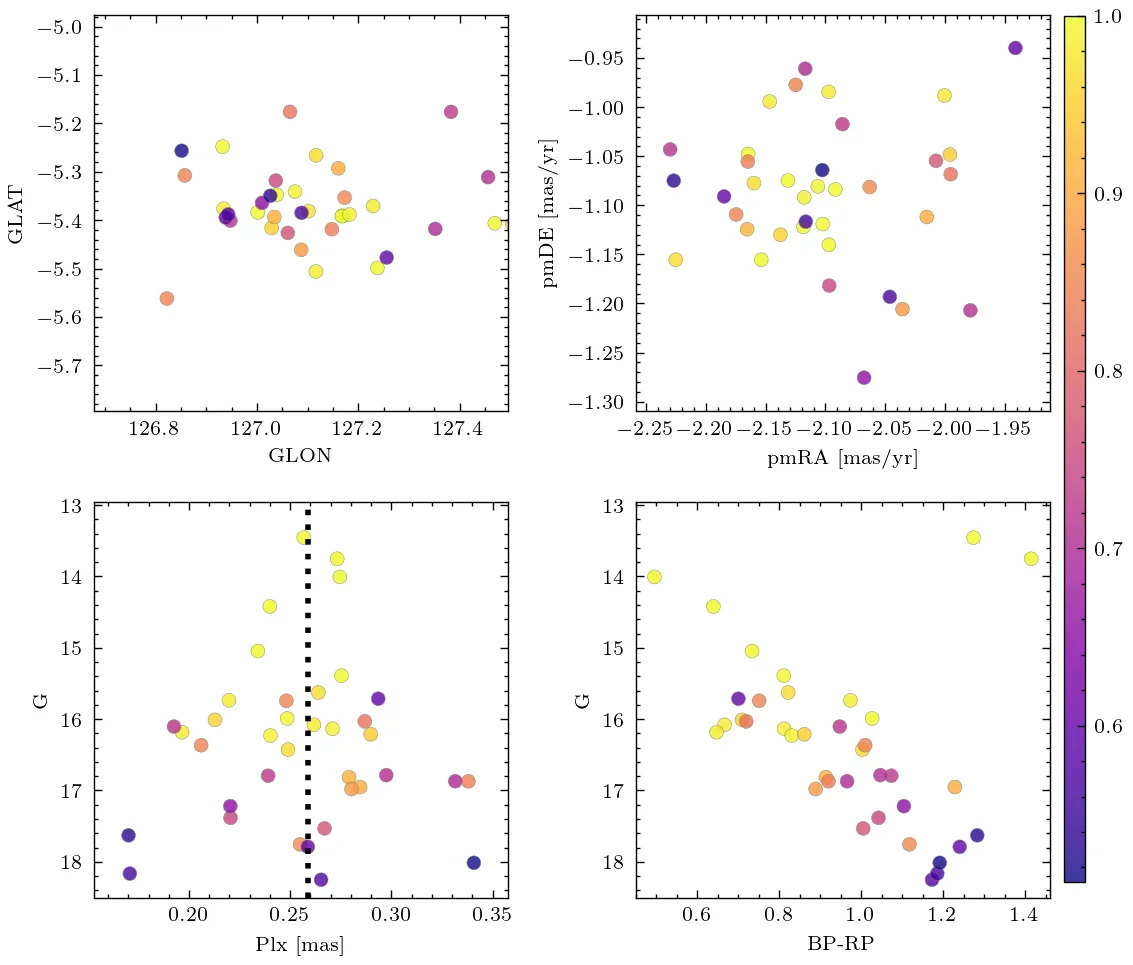 −5.0
−5.1
−5.2
−5.3
−5.4
−5.5
−5.6
−5.7
GLAT
126.8 127.0 127.2 127.4
GLON
−0.95
−1.00
−1.05
−1.10
−1.15
−1.20
−1.25
−1.30
pmDE [mas/yr]
−2.25 −2.20 −2.15 −2.10 −2.05 −2.00 −1.95
pmRA [mas/yr]
1.0
0.9
0.8
0.7
0.6
13
14
15
16
17
18
G
0.20 0.25 0.30 0.35
Plx [mas]
13
14
15
16
17
18
G
0.6 0.8 1.0 1.2 1.4
BP-RP